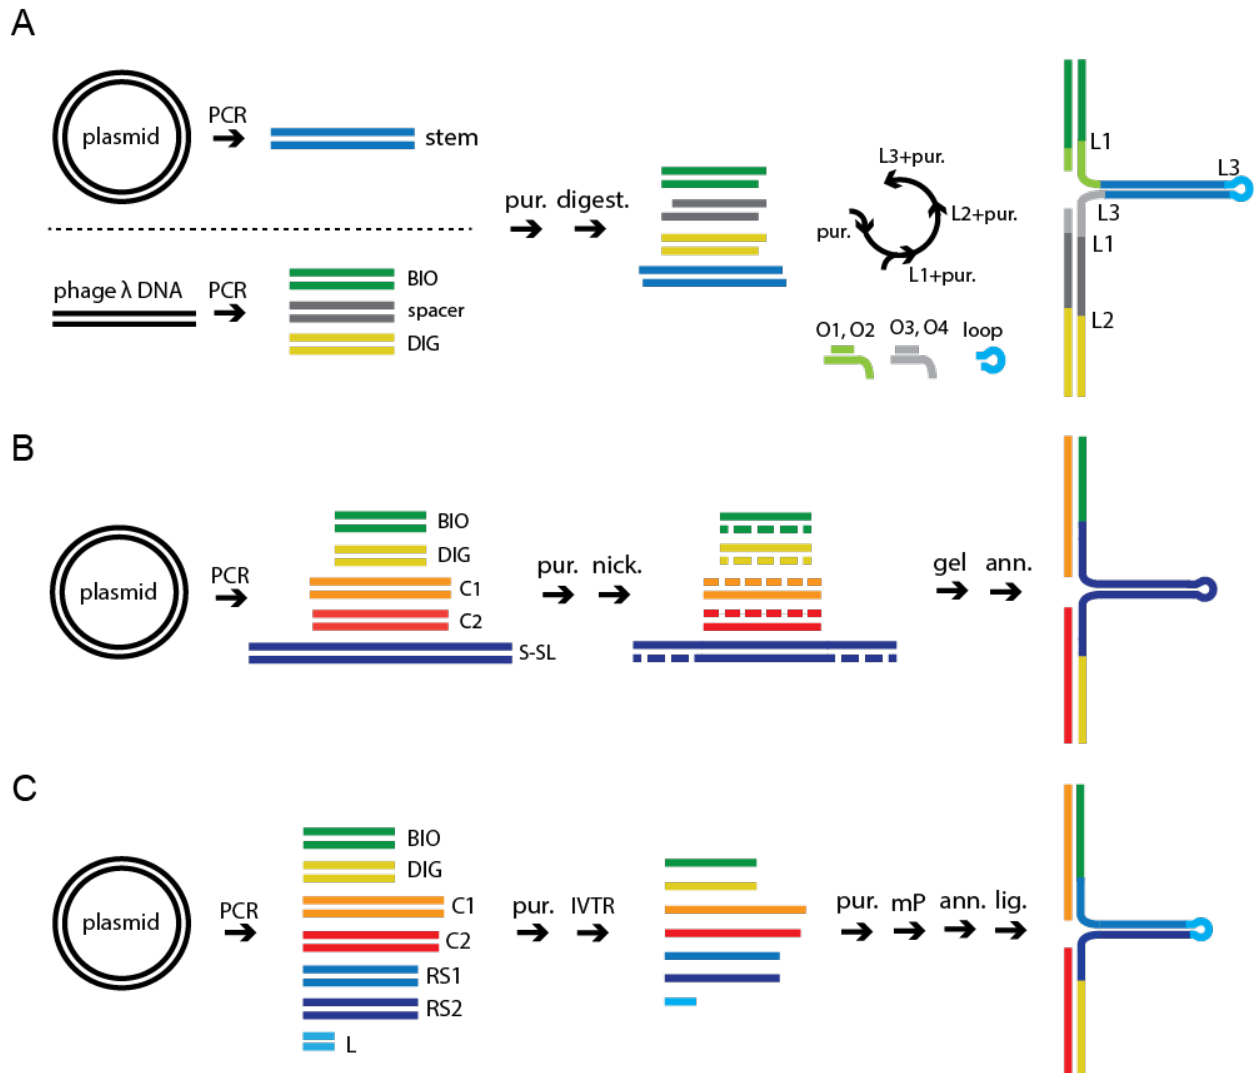 A
plasmid
PCR
stem
phage λ DNA
PCR
BIO
spacer
DIG
pur. digest.
L3+pur.
pur.
L2+pur.
L1+pur.
O1, O2
O3, O4
loop
L1
L3
L3
L1
L2
B
plasmid
PCR
BIO
DIG
C1
C2
S-SL
pur. nick.
gel ann.
C
plasmid
PCR
BIO
DIG
C1
C2
RS1
RS2
L
pur. IVTR
pur. mP ann. lig.